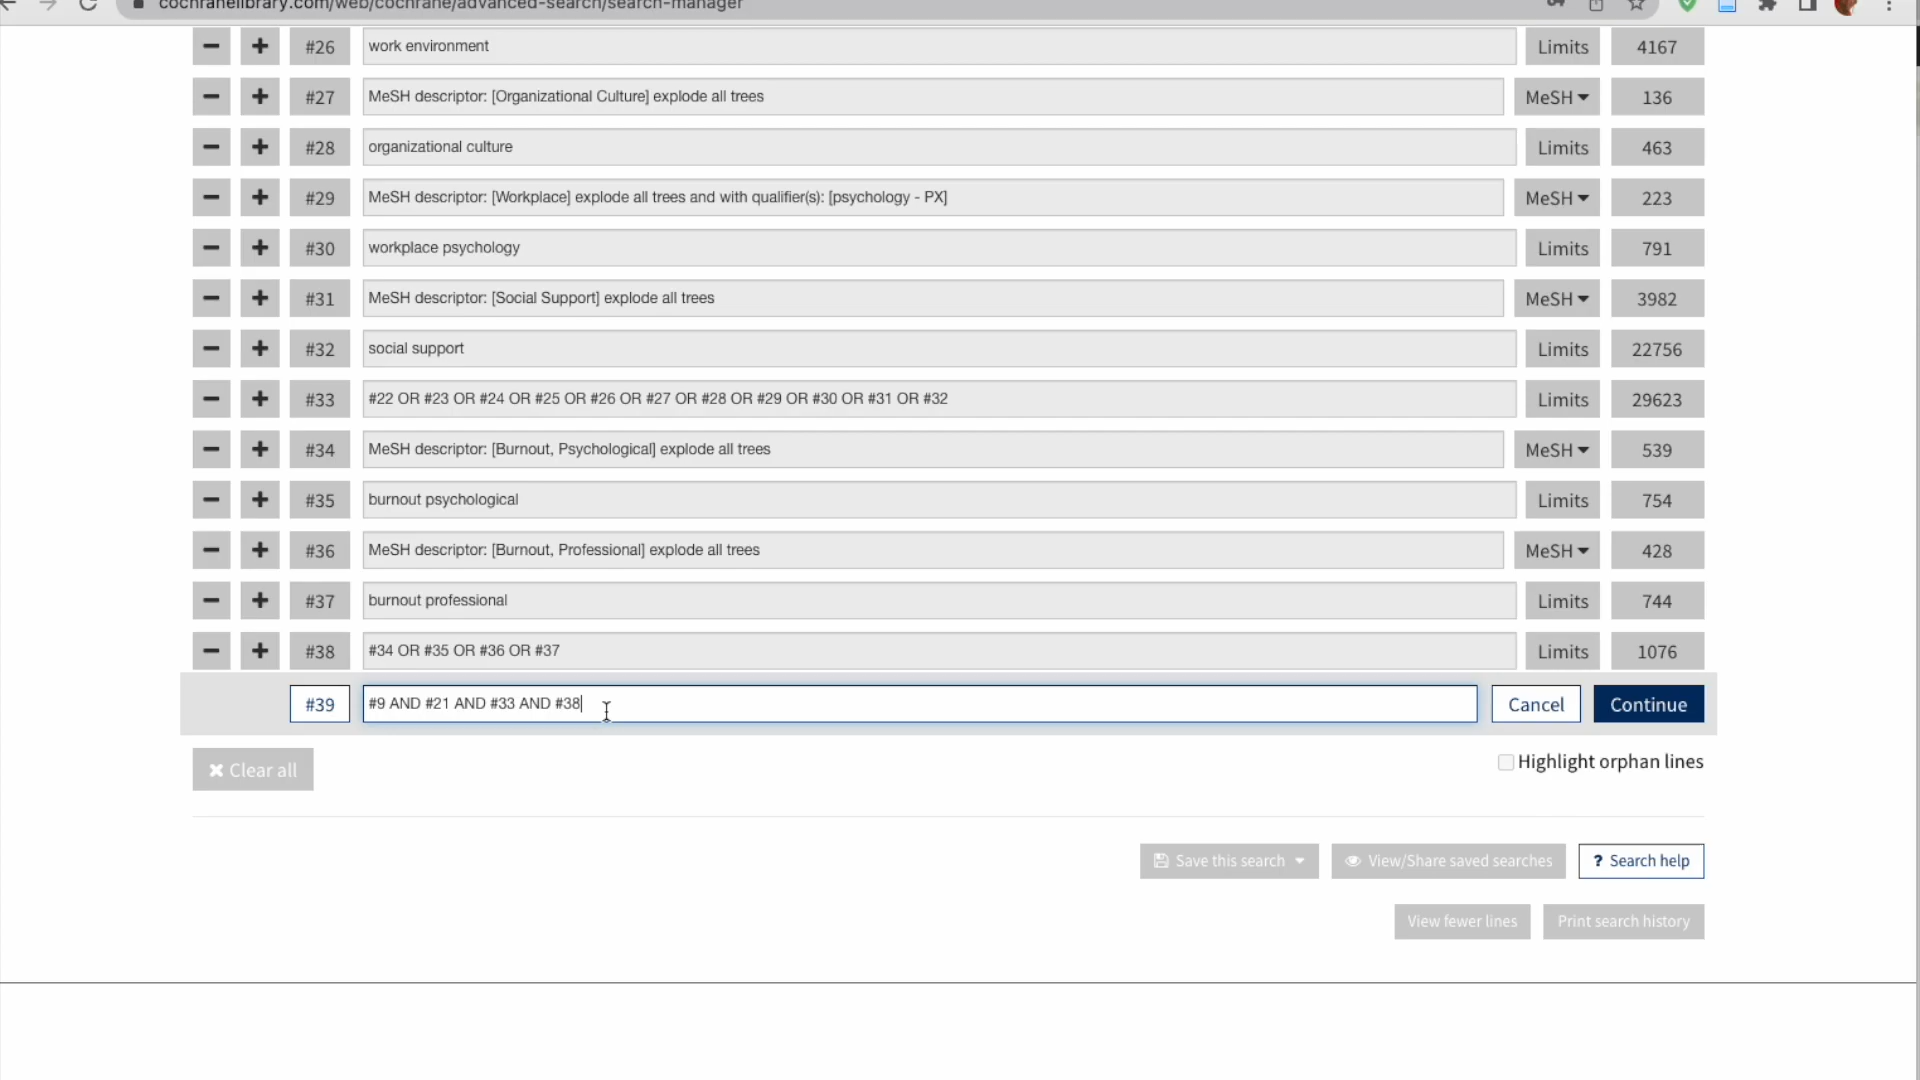 cochranelibrary.com/web/cochrane/advanced-search/search-manager
#26 work environment Limits 4167
#27 MeSH descriptor: [Organizational Culture] explode all trees MeSH 136
#28 organizational culture Limits 463
#29 MeSH descriptor: [Workplace] explode all trees and with qualifier(s): [psychology - PX] MeSH 223
#30 workplace psychology Limits 791
#31 MeSH descriptor: [Social Support] explode all trees MeSH 3982
#32 social support Limits 22756
#33 #22 OR #23 OR #24 OR #25 OR #26 OR #27 OR #28 OR #29 OR #30 OR #31 OR #32 Limits 29623
#34 MeSH descriptor: [Burnout, Psychological] explode all trees MeSH 539
#35 burnout psychological Limits 754
#36 MeSH descriptor: [Burnout, Professional] explode all trees MeSH 428
#37 burnout professional Limits 744
#38 #34 OR #35 OR #36 OR #37 Limits 1076
#39 #9 AND #21 AND #33 AND #38 Cancel Continue
Clear all Highlight orphan lines
Save this search View/Share saved searches ? Search help
View fewer lines Print search history